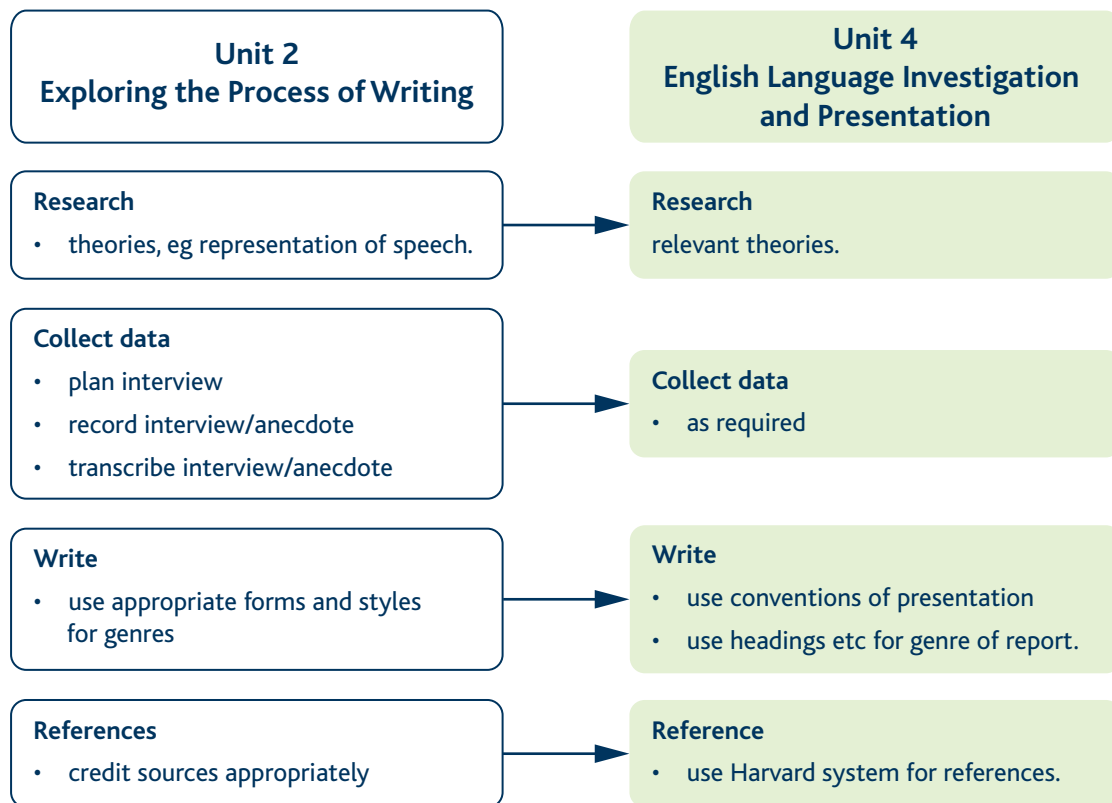 Unit 2
Exploring the Process of Writing
Unit 4
English Language Investigation
and Presentation
Research
• theories, eg representation of speech.
Research
relevant theories.
Collect data
• plan interview
• record interview/anecdote
• transcribe interview/anecdote
Collect data
• as required
Write
• use appropriate forms and styles
for genres
Write
• use conventions of presentation
• use headings etc for genre of report.
References
• credit sources appropriately
Reference
• use Harvard system for references.